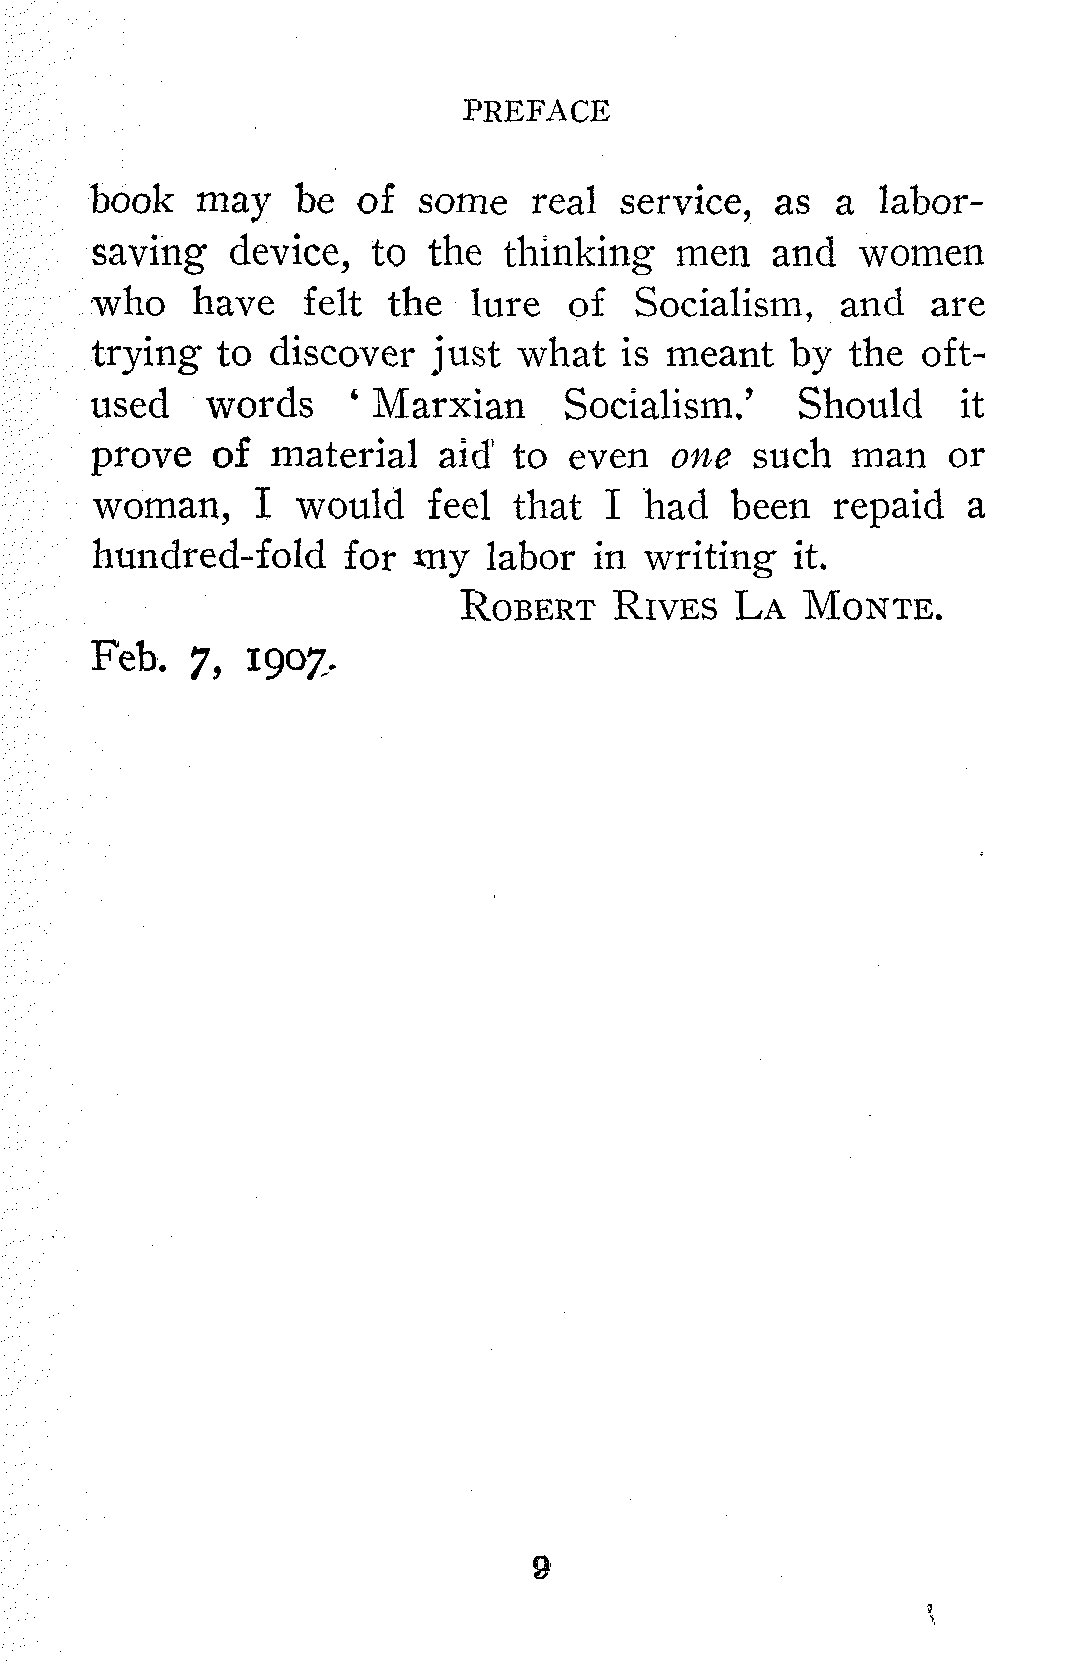 PREFACE
book may be of some real service, as a labor-
saving device, to the thinking men and women
who have felt the lure of Socialism, and are
trying to discover just what is meant by the oft-
used words ‘ Marxian Socialism.’ Should it
prove of material aid to even one such man or
woman, I would feel that I had been repaid a
hundred-fold for my labor in writing it.
ROBERT RIVES LA MONTE.
Feb. 7, 1907.
9